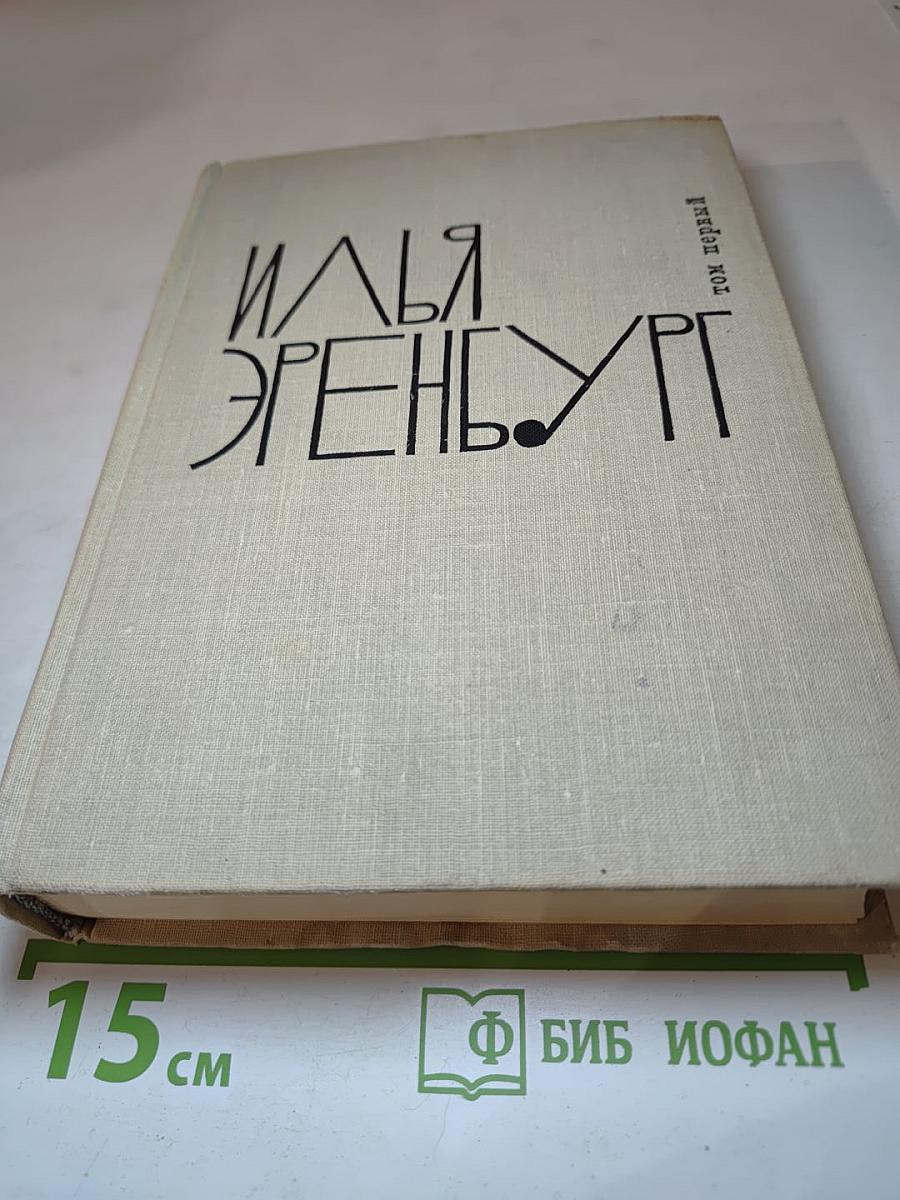 ИЛЬЯ
ЭРЕНБУРГ
том первый
15 см
Ф БИБ ИОФАН